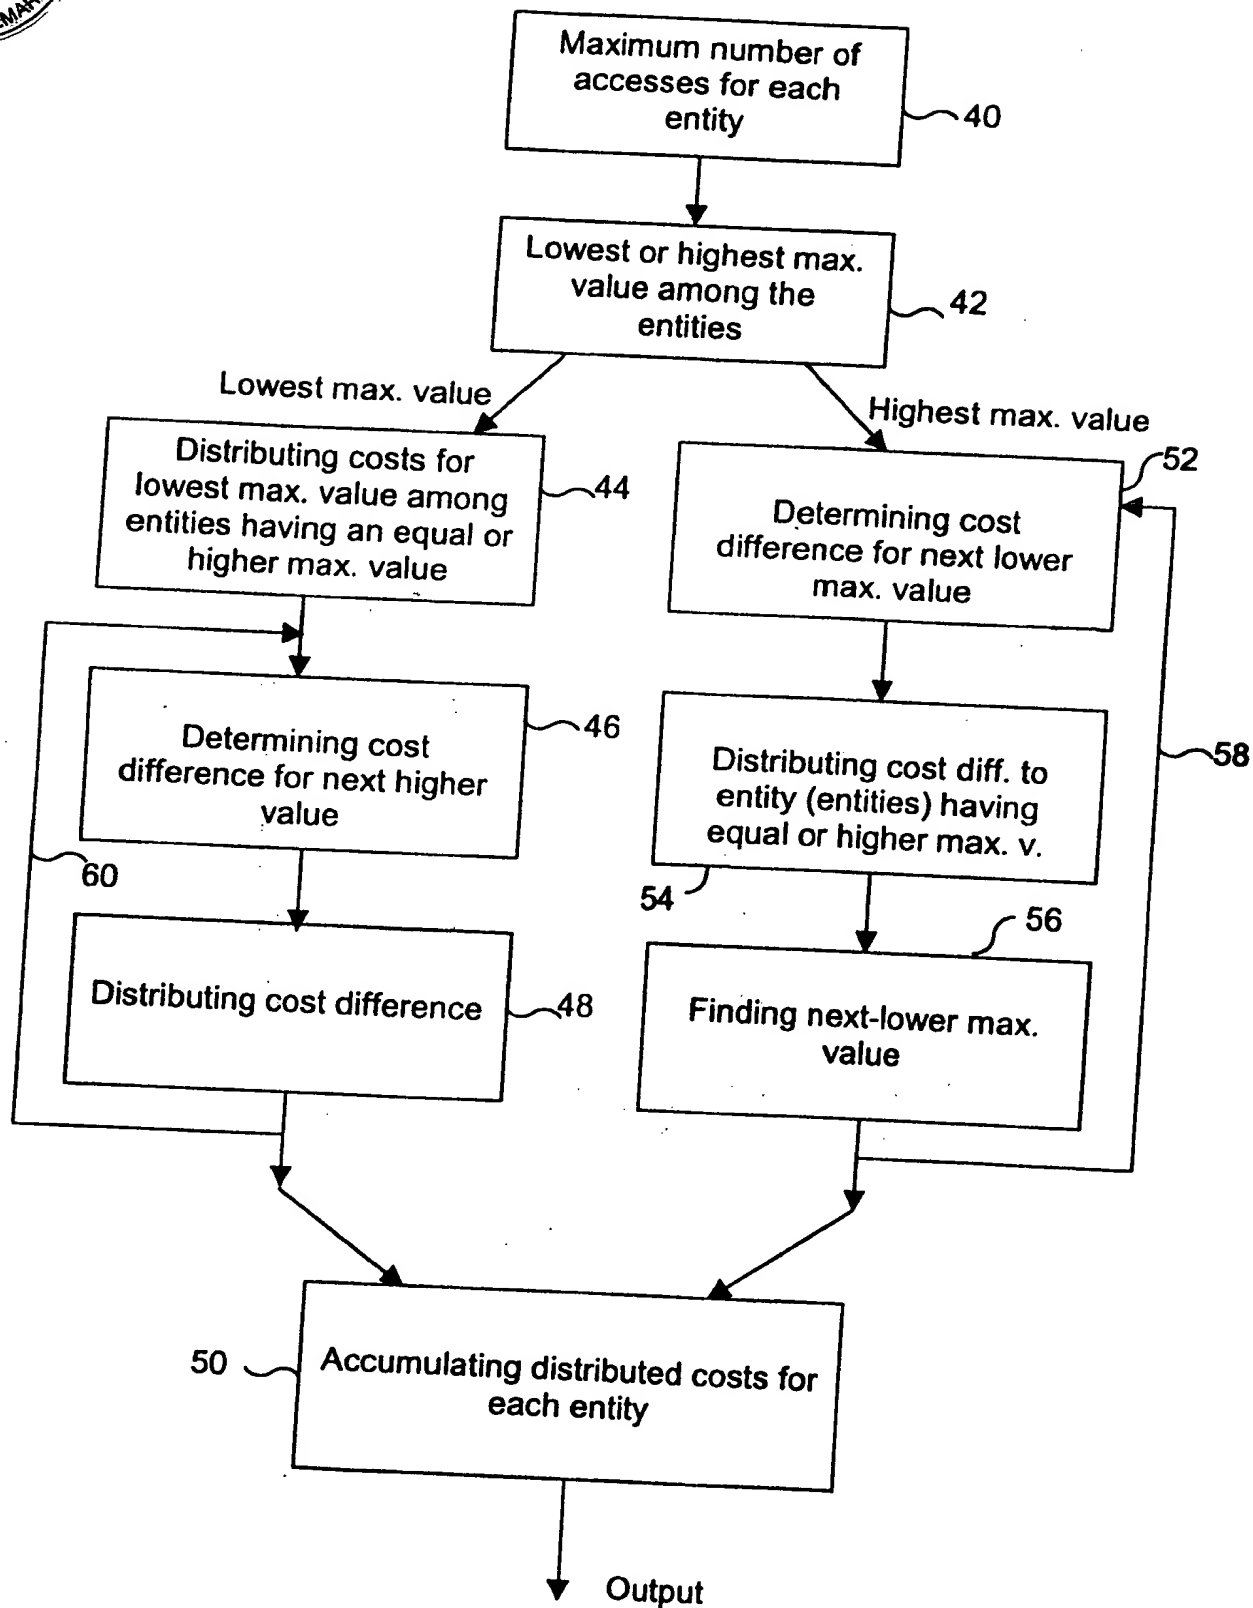 Maximum number of
accesses for each
entity
40
Lowest or highest max.
value among the
entities
42
Lowest max. value
Highest max. value
Distributing costs for
lowest max. value among
entities having an equal or
higher max. value
44
52
Determining cost
difference for next lower
max. value
Determining cost
difference for next higher
value
46
58
Distributing cost diff. to
entity (entities) having
equal or higher max. v.
60
54
56
Distributing cost difference
48
Finding next-lower max.
value
50
Accumulating distributed costs for
each entity
Output